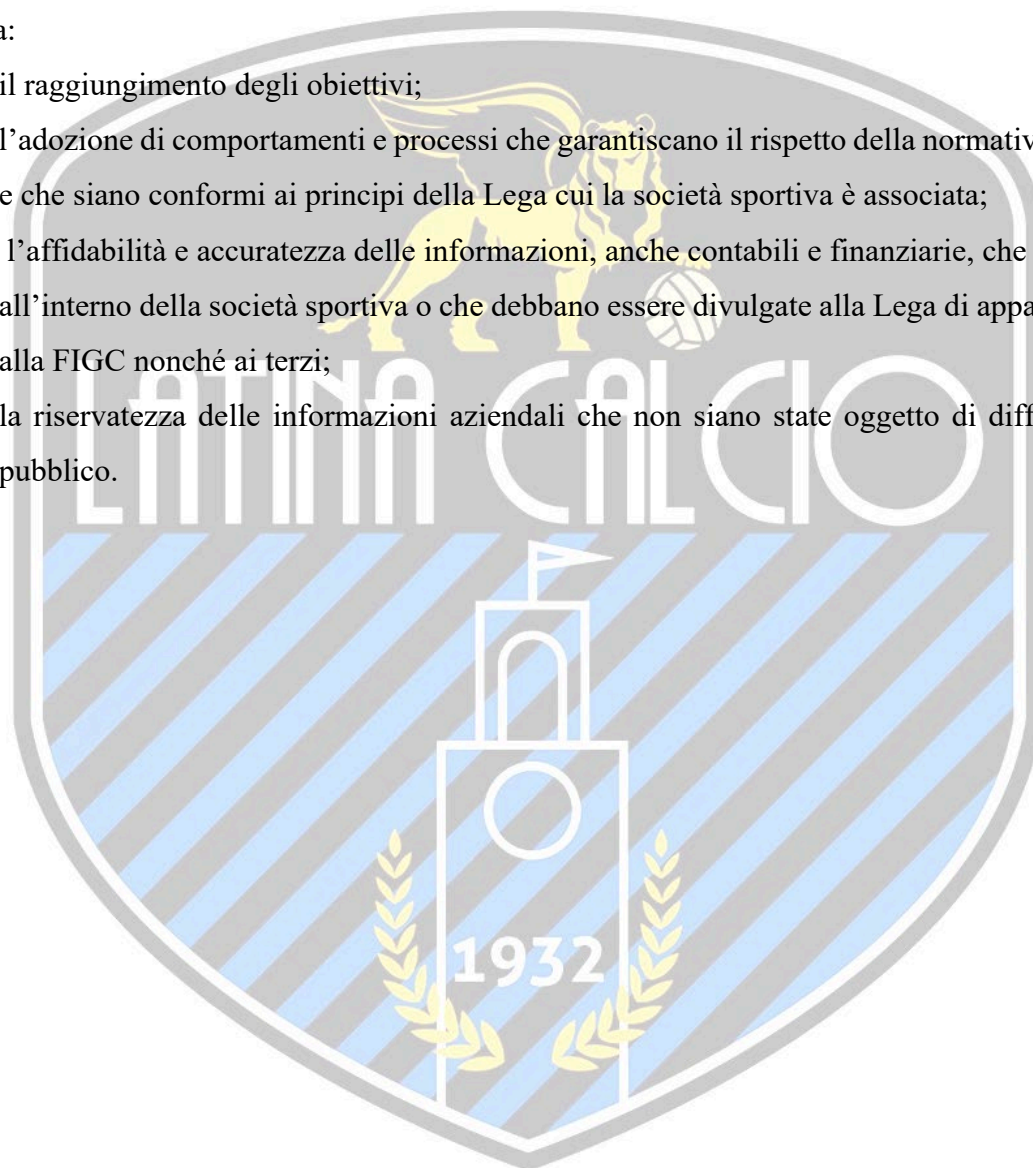 a:
il raggiungimento degli obiettivi;
l’adozione di comportamenti e processi che garantiscano il rispetto della normativ
e che siano conformi ai principi della Lega cui la società sportiva è associata;
l’affidabilità e accuratezza delle informazioni, anche contabili e finanziarie, che
all’interno della società sportiva o che debbano essere divulgate alla Lega di appa
alla FIGC nonché ai terzi;
la riservatezza delle informazioni aziendali che non siano state oggetto di diff
pubblico.
LATINA CALCIO
1932